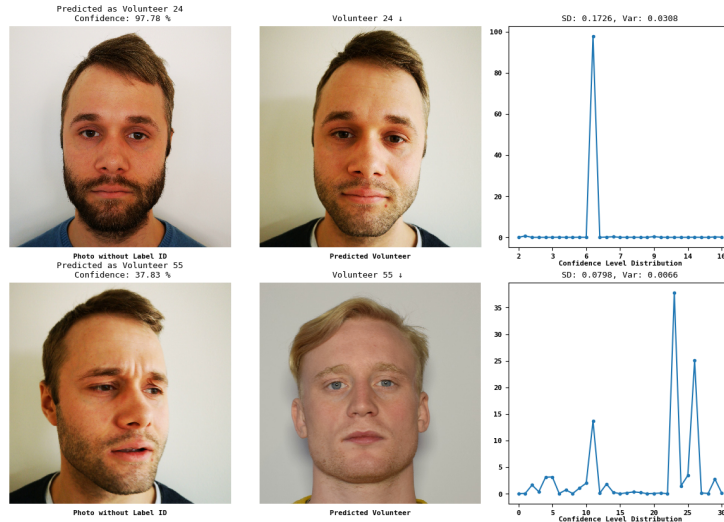 Predicted as Volunteer 24
Confidence: 97.78 %
Volunteer 24 ↓
SD: 0.1726, Var: 0.0308
100
80
60
40
20
0
2 3 6 7 9 14 16
Photo without Label ID
Predicted Volunteer
Confidence Level Distribution
Predicted as Volunteer 55
Confidence: 37.83 %
Volunteer 55 ↓
SD: 0.0798, Var: 0.0066
35
30
25
20
15
10
5
0
0 5 10 15 20 25 30
Photo without Label ID
Predicted Volunteer
Confidence Level Distribution